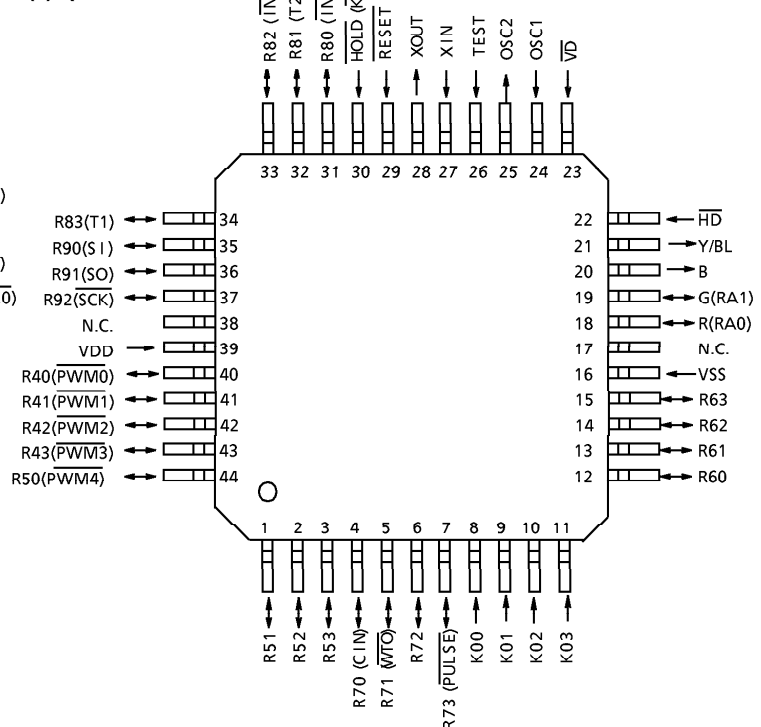 R82 (IN
R81 (T2
R80 (IN
HOLD (K
RESET
XOUT
XIN
TEST
OSC2
OSC1
VD
33 32 31 30 29 28 27 26 25 24 23
)
R83(T1) 34
R90(SI) 35
)
R91(SO) 36
0)
R92(SCK) 37
N.C. 38
VDD 39
R40(PWM0) 40
R41(PWM1) 41
R42(PWM2) 42
R43(PWM3) 43
R50(PWM4) 44
22 HD
21 Y/BL
20 B
19 G(RA1)
18 R(RA0)
17 N.C.
16 VSS
15 R63
14 R62
13 R61
12 R60
1 2 3 4 5 6 7 8 9 10 11
R51
R52
R53
R70 (CIN)
R71 (WTO)
R72
R73 (PULSE)
K00
K01
K02
K03